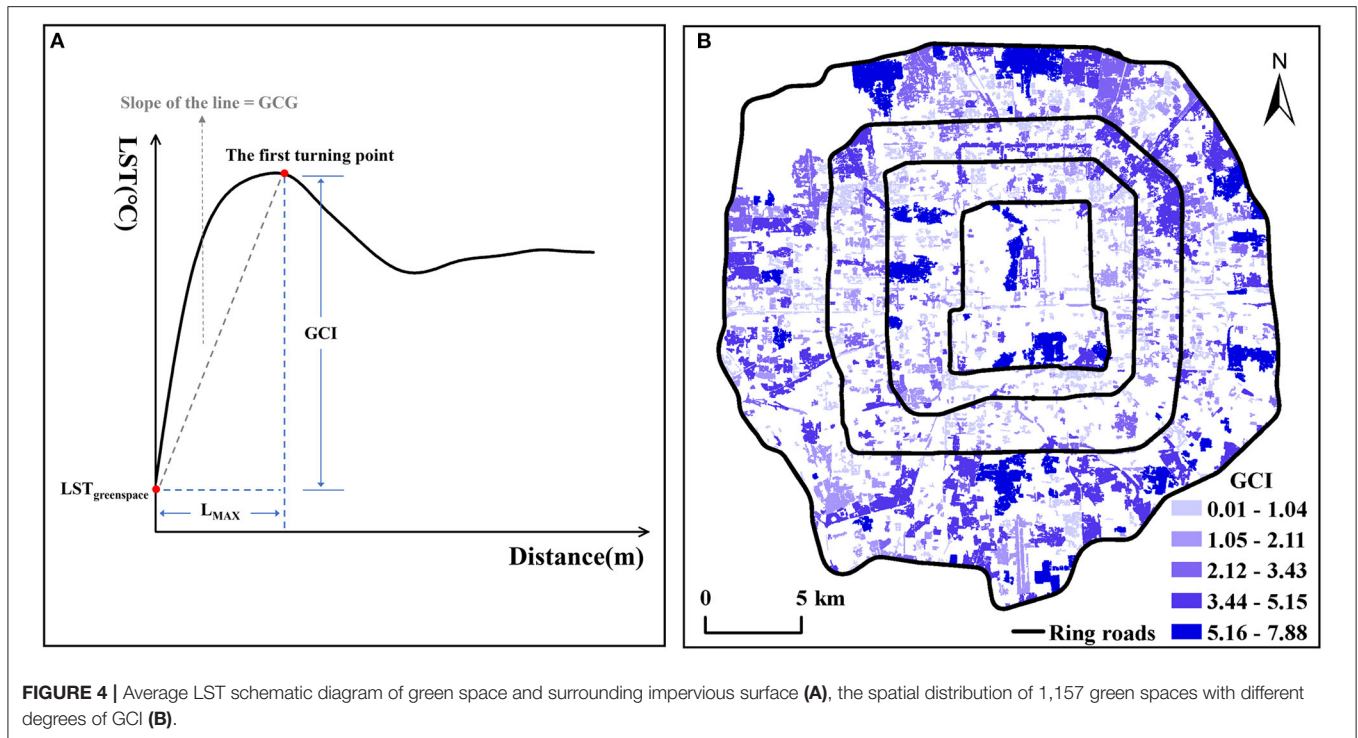 A
Slope of the line = GCG
LST(°C)
The first turning point
GCI
LSTgreenspace
LMAX
Distance(m)
B
N
GCI
0.01 - 1.04
1.05 - 2.11
2.12 - 3.43
3.44 - 5.15
5.16 - 7.88
0 5 km
Ring roads
FIGURE 4 | Average LST schematic diagram of green space and surrounding impervious surface (A), the spatial distribution of 1,157 green spaces with different
degrees of GCI (B).